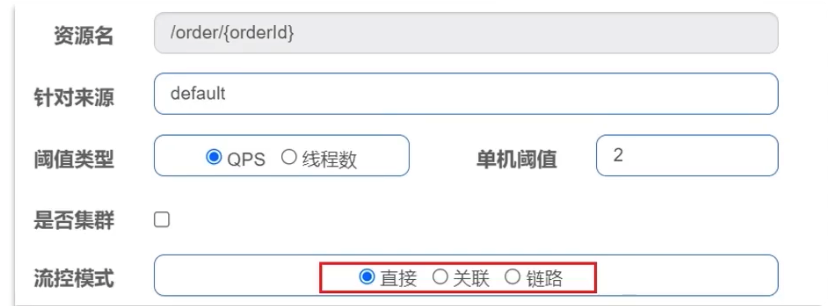 资源名 /order/{orderId}
针对来源 default
阈值类型 QPS 线程数 单机阈值 2
是否集群
流控模式 直接 关联 链路